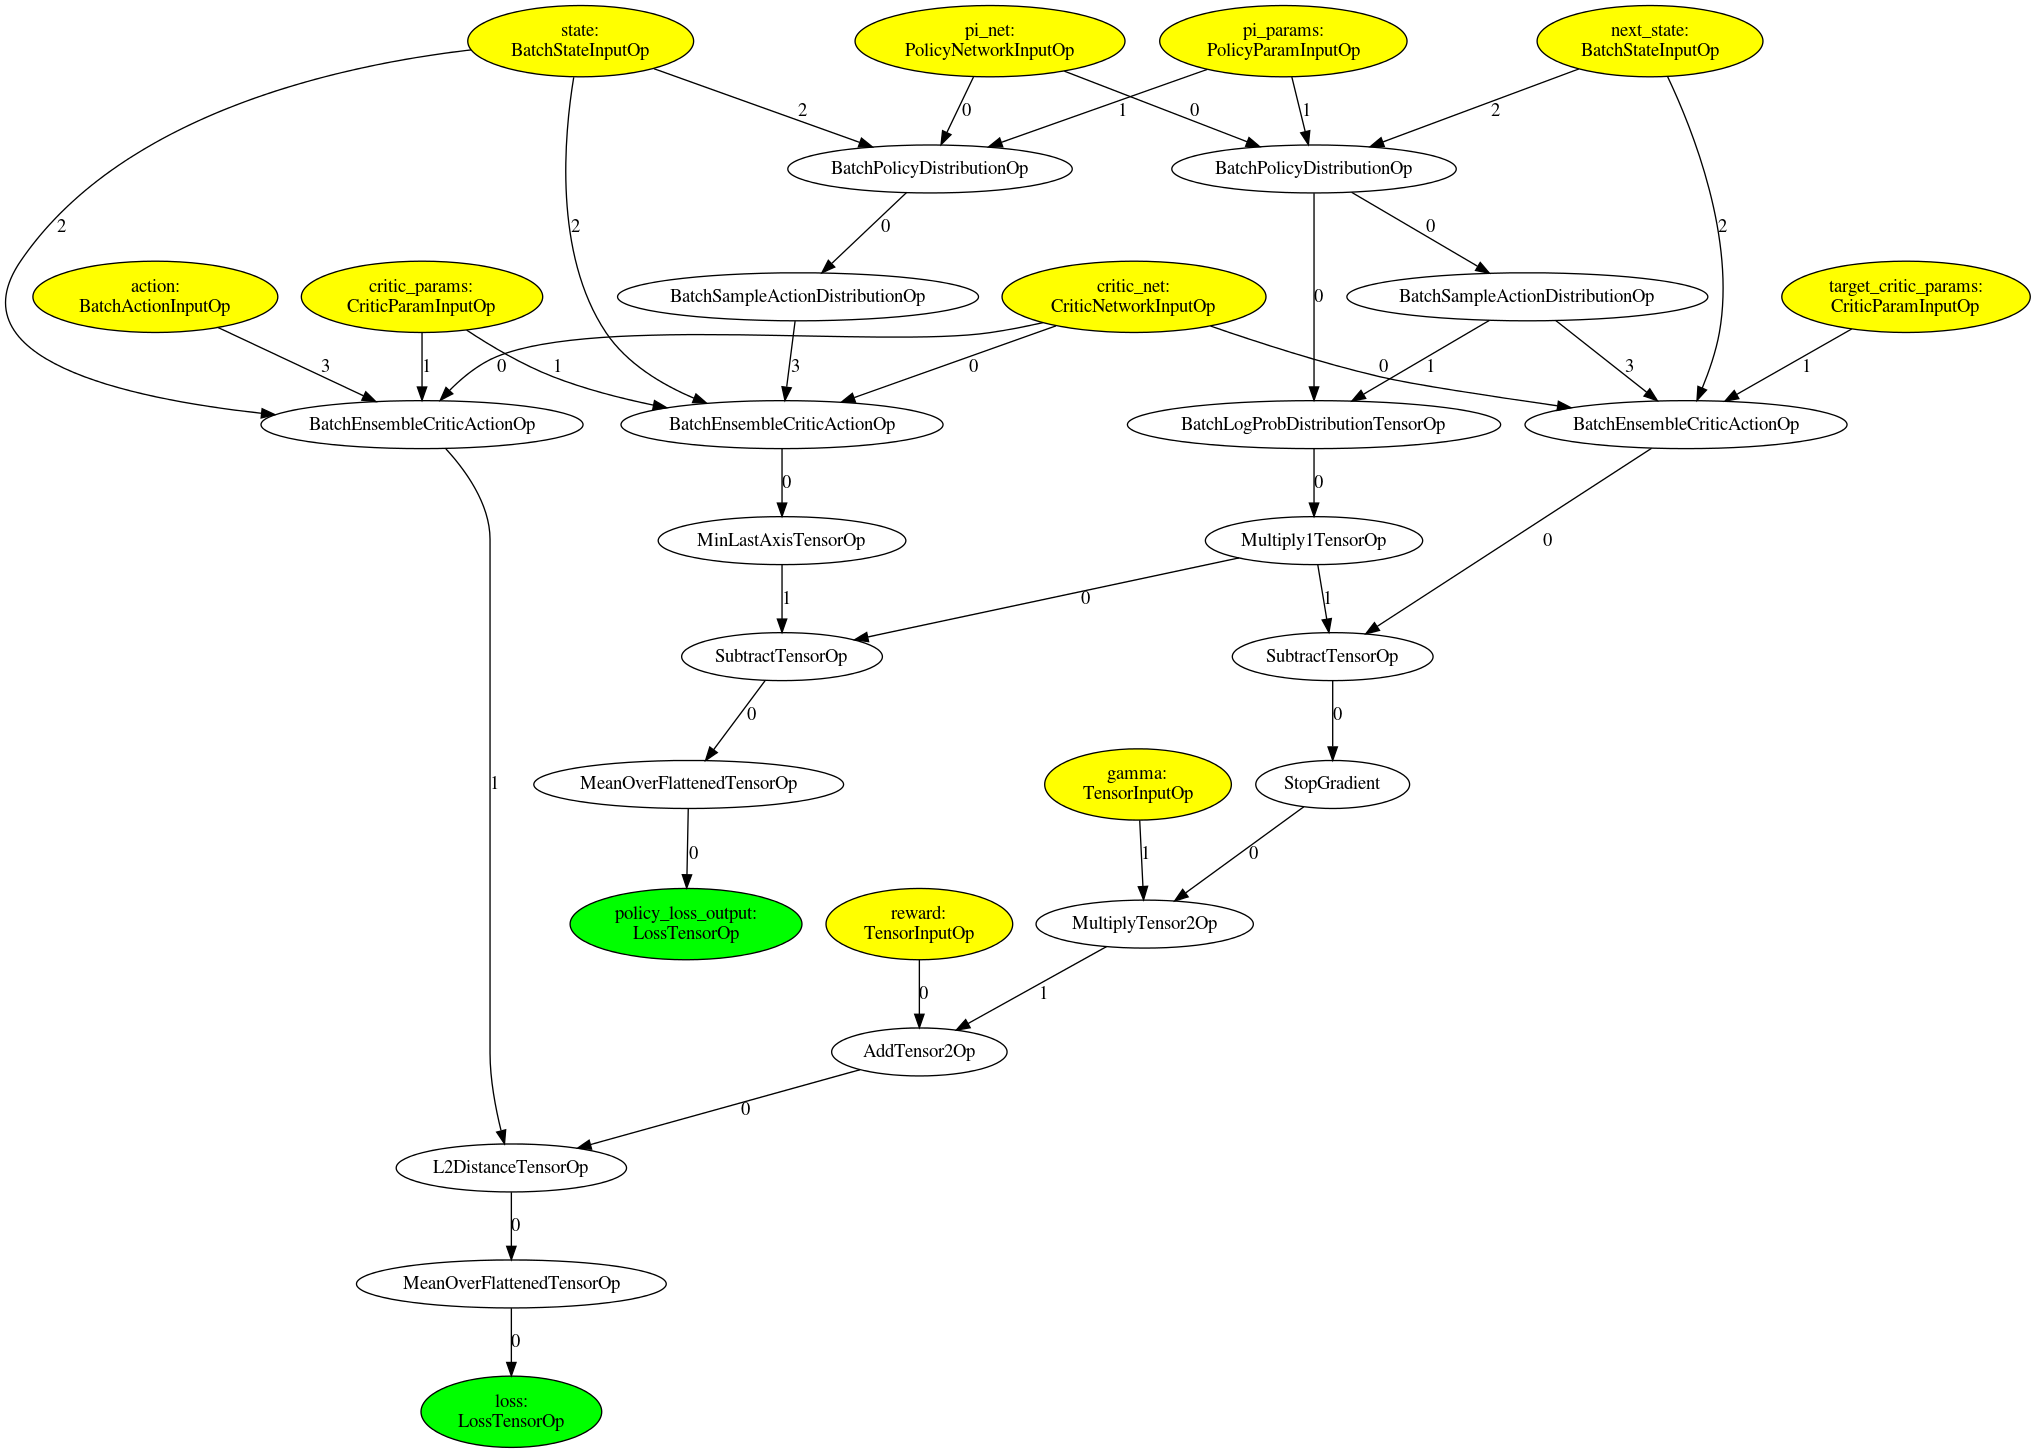 state:
BatchStateInputOp
pi_net:
PolicyNetworkInputOp
pi_params:
PolicyParamInputOp
next_state:
BatchStateInputOp
2
0
1
0
1
2
BatchPolicyDistributionOp
BatchPolicyDistributionOp
2
2
0
0
2
action:
BatchActionInputOp
critic_params:
CriticParamInputOp
BatchSampleActionDistributionOp
critic_net:
CriticNetworkInputOp
0
BatchSampleActionDistributionOp
target_critic_params:
CriticParamInputOp
3
1
0
1
3
0
0
1
3
1
BatchEnsembleCriticActionOp
BatchEnsembleCriticActionOp
BatchLogProbDistributionTensorOp
BatchEnsembleCriticActionOp
0
0
MinLastAxisTensorOp
Multiply1TensorOp
0
1
0
1
SubtractTensorOp
SubtractTensorOp
0
0
MeanOverFlattenedTensorOp
gamma:
TensorInputOp
StopGradient
1
0
1
0
policy_loss_output:
LossTensorOp
reward:
TensorInputOp
MultiplyTensor2Op
0
1
AddTensor2Op
0
L2DistanceTensorOp
0
MeanOverFlattenedTensorOp
0
loss:
LossTensorOp